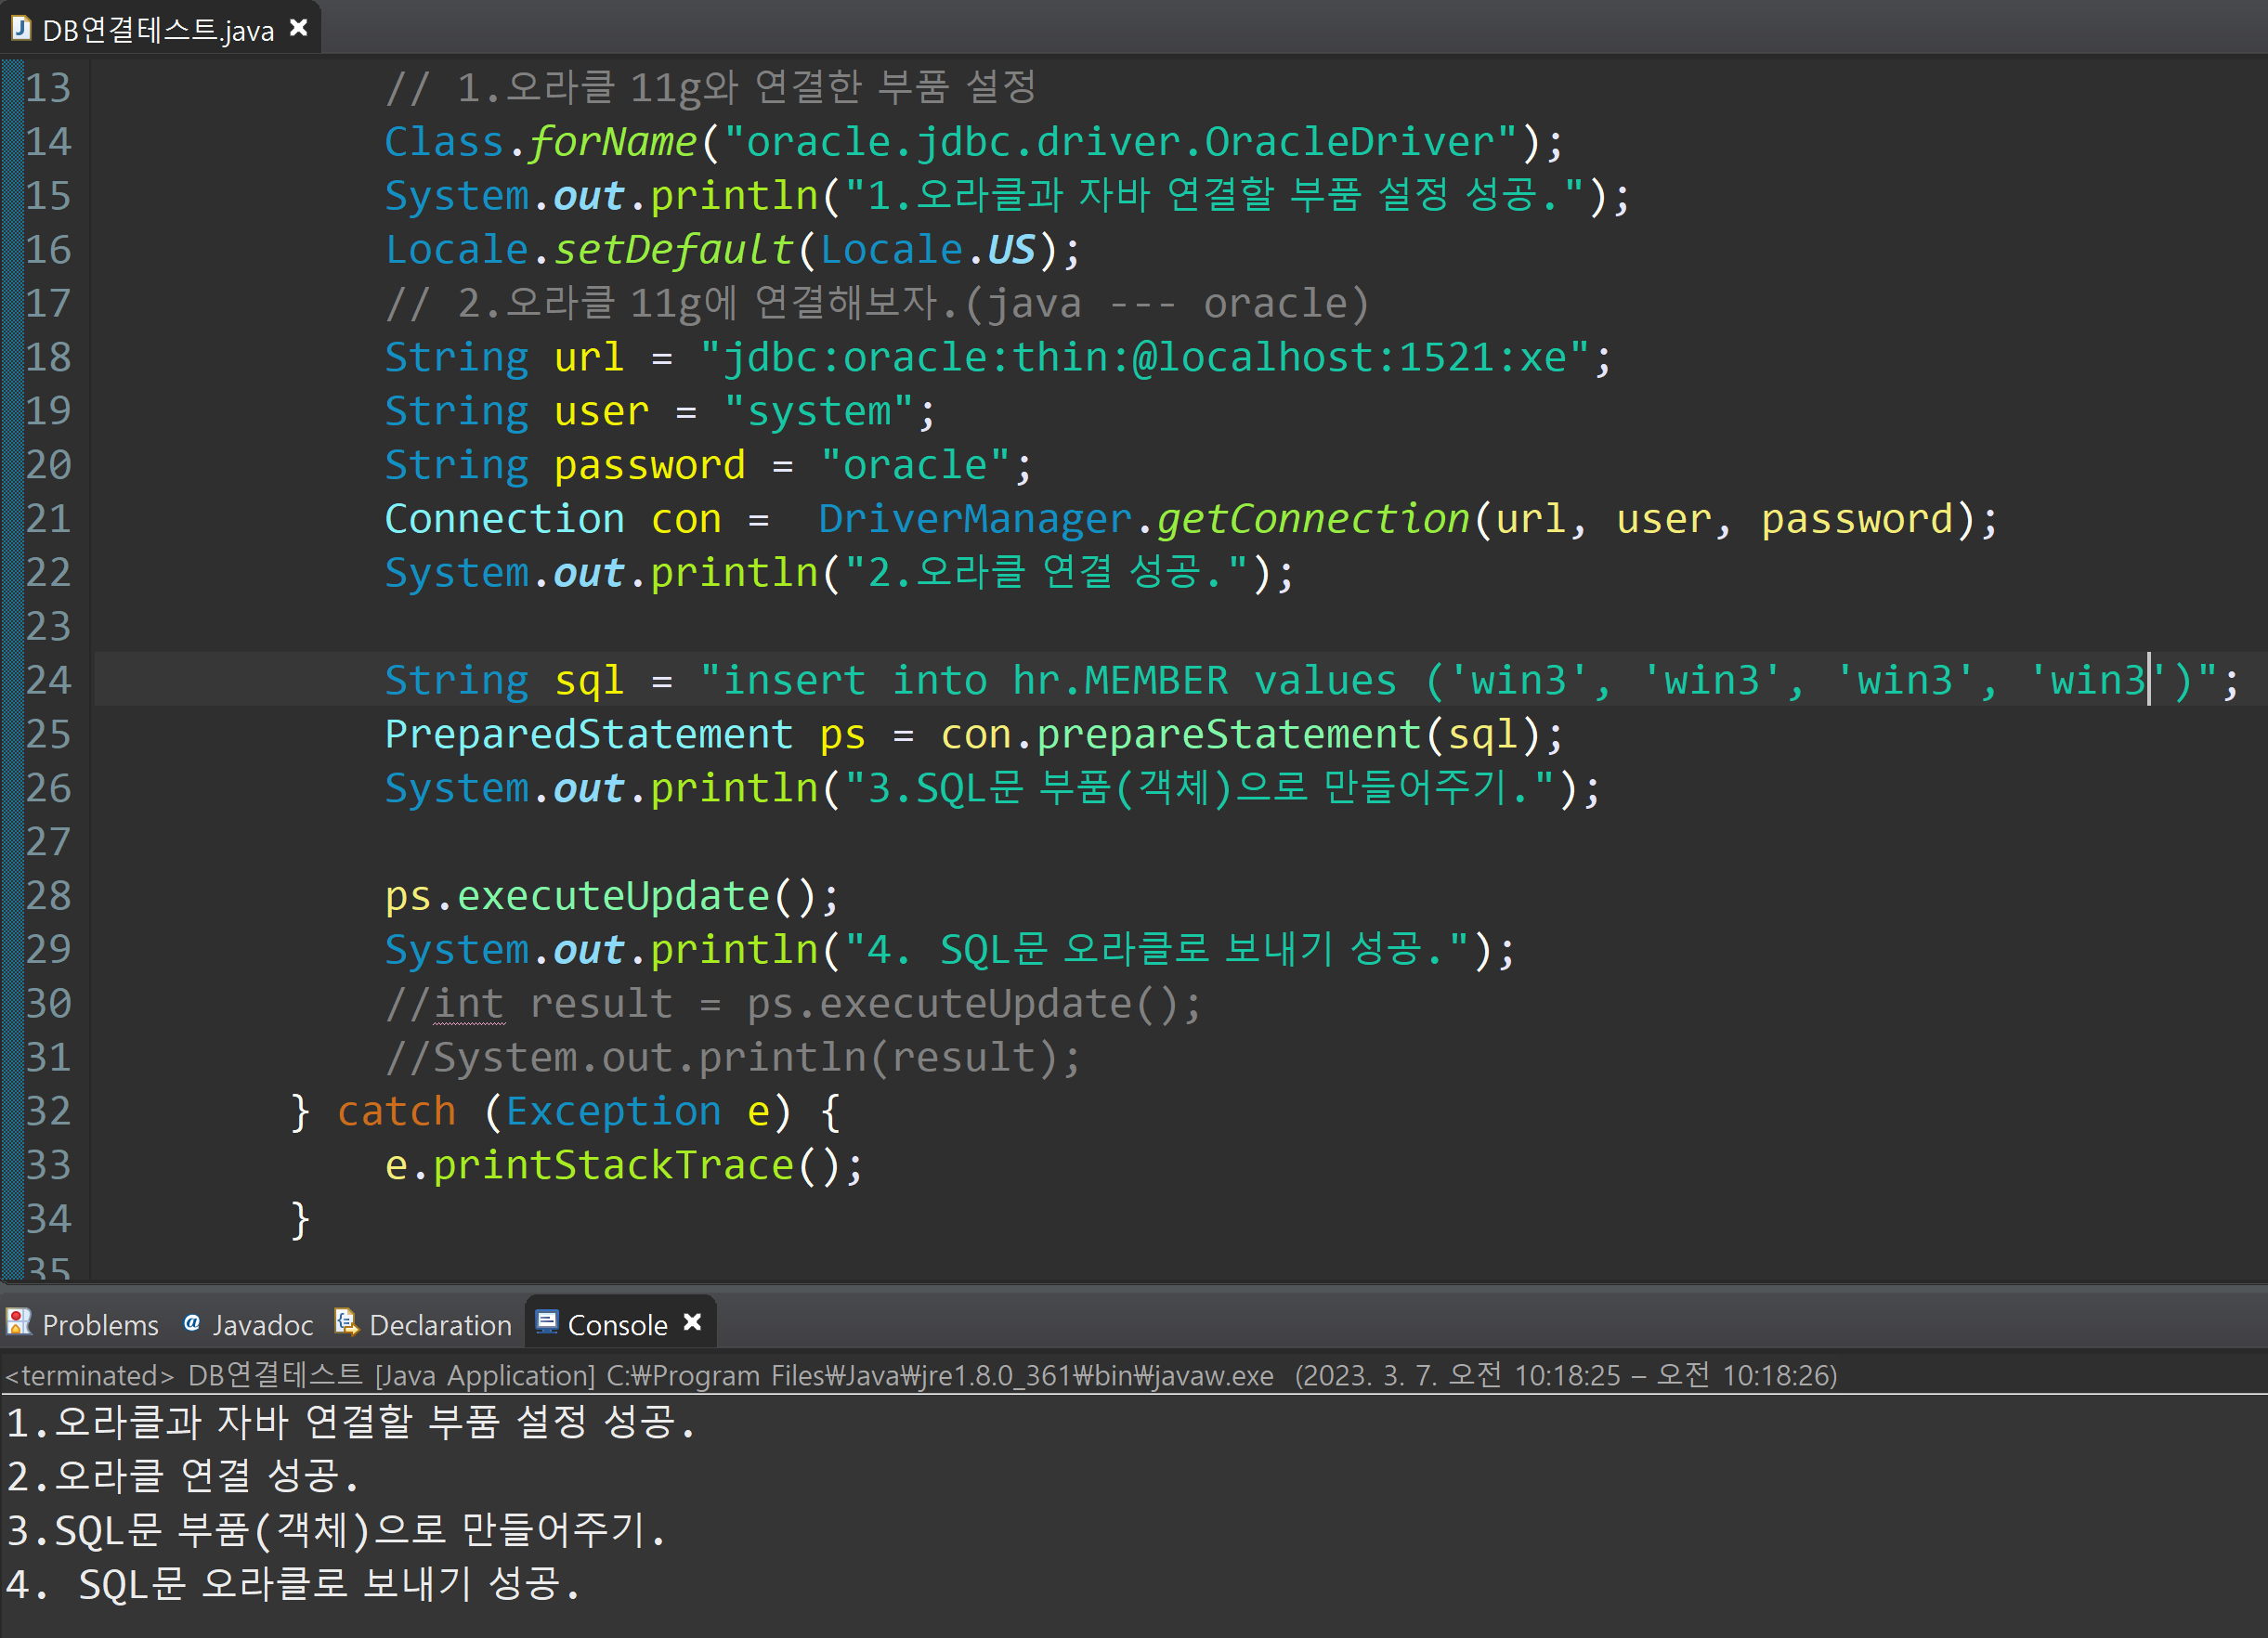 DB연결테스트.java
13 // 1.오라클 11g와 연결한 부품 설정
14 Class.forName("oracle.jdbc.driver.OracleDriver");
15 System.out.println("1.오라클과 자바 연결할 부품 설정 성공.");
16 Locale.setDefault(Locale.US);
17 // 2.오라클 11g에 연결해보자.(java --- oracle)
18 String url = "jdbc:oracle:thin:@localhost:1521:xe";
19 String user = "system";
20 String password = "oracle";
21 Connection con =  DriverManager.getConnection(url, user, password);
22 System.out.println("2.오라클 연결 성공.");
23
24 String sql = "insert into hr.MEMBER values ('win3', 'win3', 'win3', 'win3')";
25 PreparedStatement ps = con.prepareStatement(sql);
26 System.out.println("3.SQL문 부품(객체)으로 만들어주기.");
27
28 ps.executeUpdate();
29 System.out.println("4. SQL문 오라클로 보내기 성공.");
30 //int result = ps.executeUpdate();
31 //System.out.println(result);
32 } catch (Exception e) {
33 e.printStackTrace();
34 }
35
Problems @ Javadoc Declaration Console
<terminated> DB연결테스트 [Java Application] C:₩Program Files₩Java₩jre1.8.0_361₩bin₩javaw.exe (2023. 3. 7. 오전 10:18:25 – 오전 10:18:26)
1.오라클과 자바 연결할 부품 설정 성공.
2.오라클 연결 성공.
3.SQL문 부품(객체)으로 만들어주기.
4. SQL문 오라클로 보내기 성공.